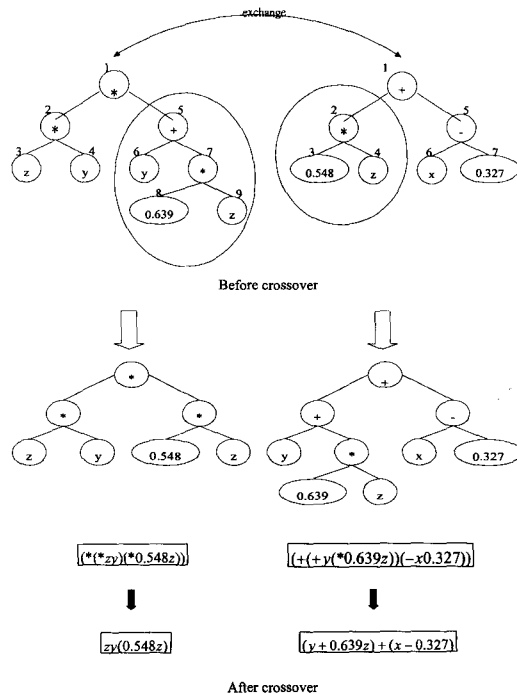 exchange
1 1
* +
2 5 2 5
* + * -
3 4 6 7 3 4 6 7
z y y * 0.548 z x 0.327
8 9
0.639 z
Before crossover
* +
* * + -
z y 0.548 z y * x 0.327
0.639 z
(*(*zy)(*0.548z)) (+(+y(*0.639z))(-x0.327))
zy(0.548z) (y+0.639z)+(x-0.327)
After crossover